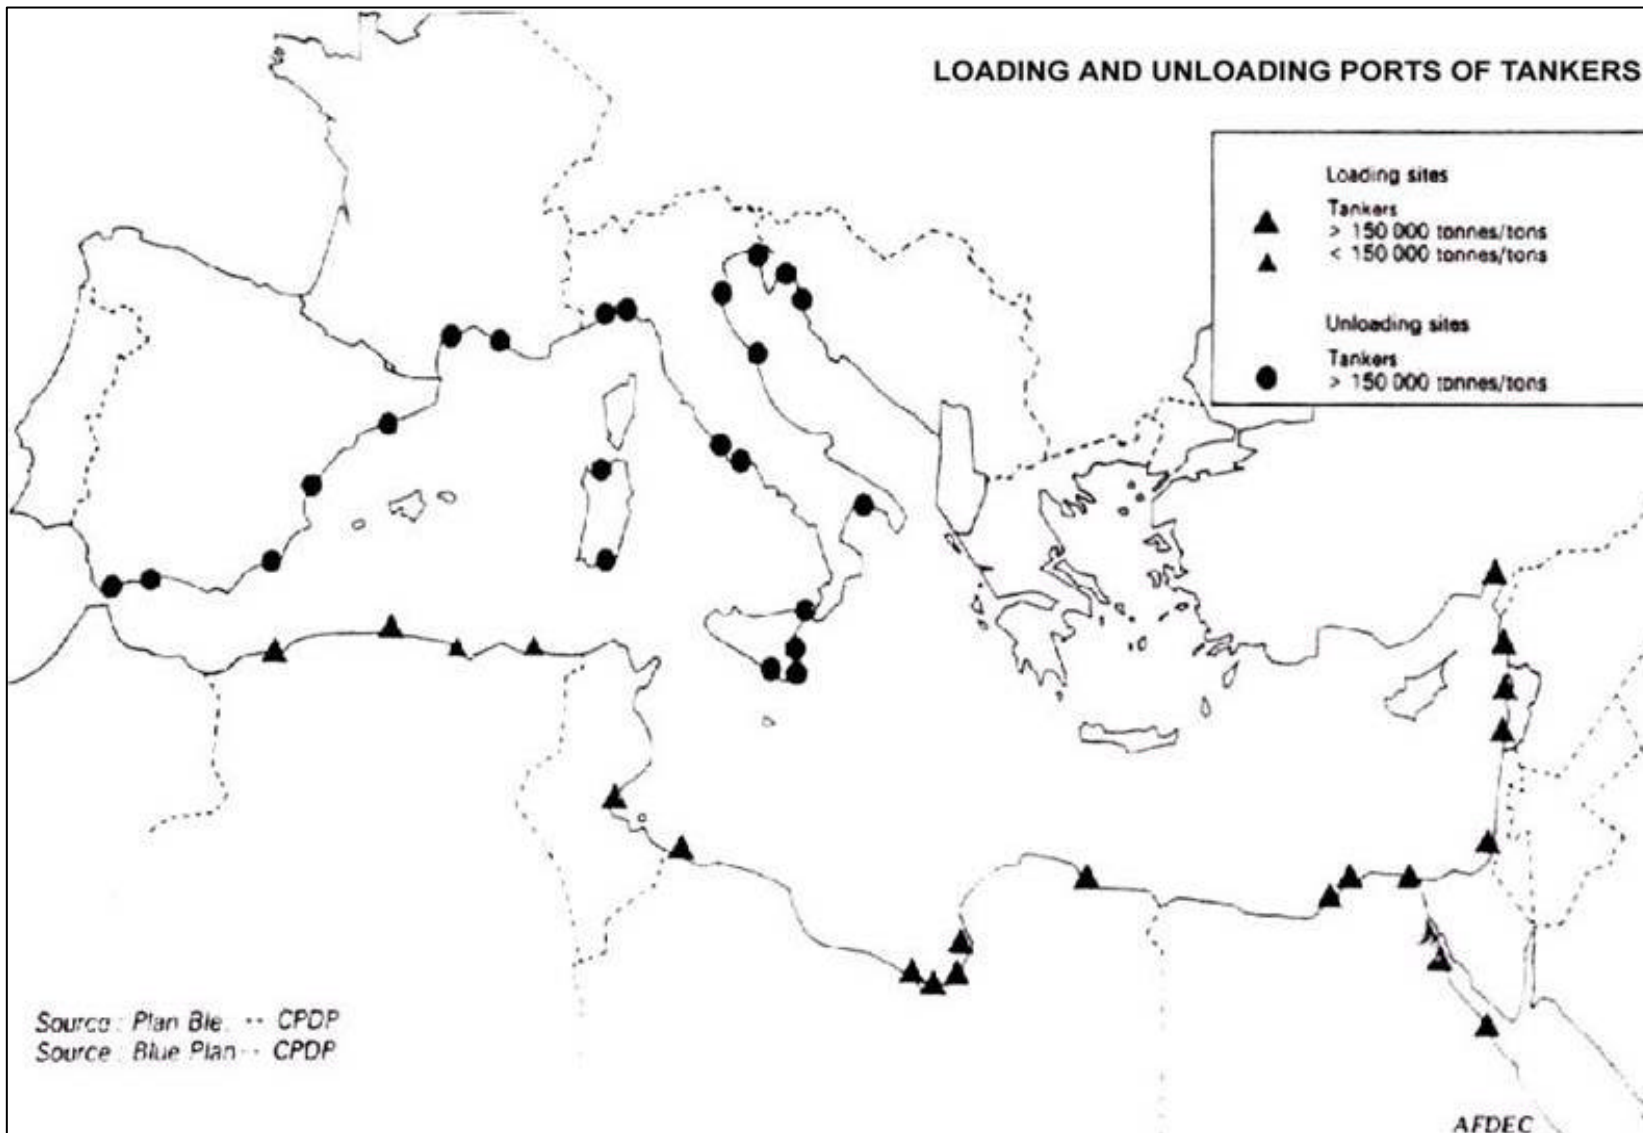 LOADING AND UNLOADING PORTS OF TANKERS
Loading sites
Tankers
> 150 000 tonnes/tons
< 150 000 tonnes/tons
Unloading sites
Tankers
> 150 000 tonnes/tons
Source : Plan Ble. -- CPDP
Source : Blue Plan -- CPDP
AFDEC